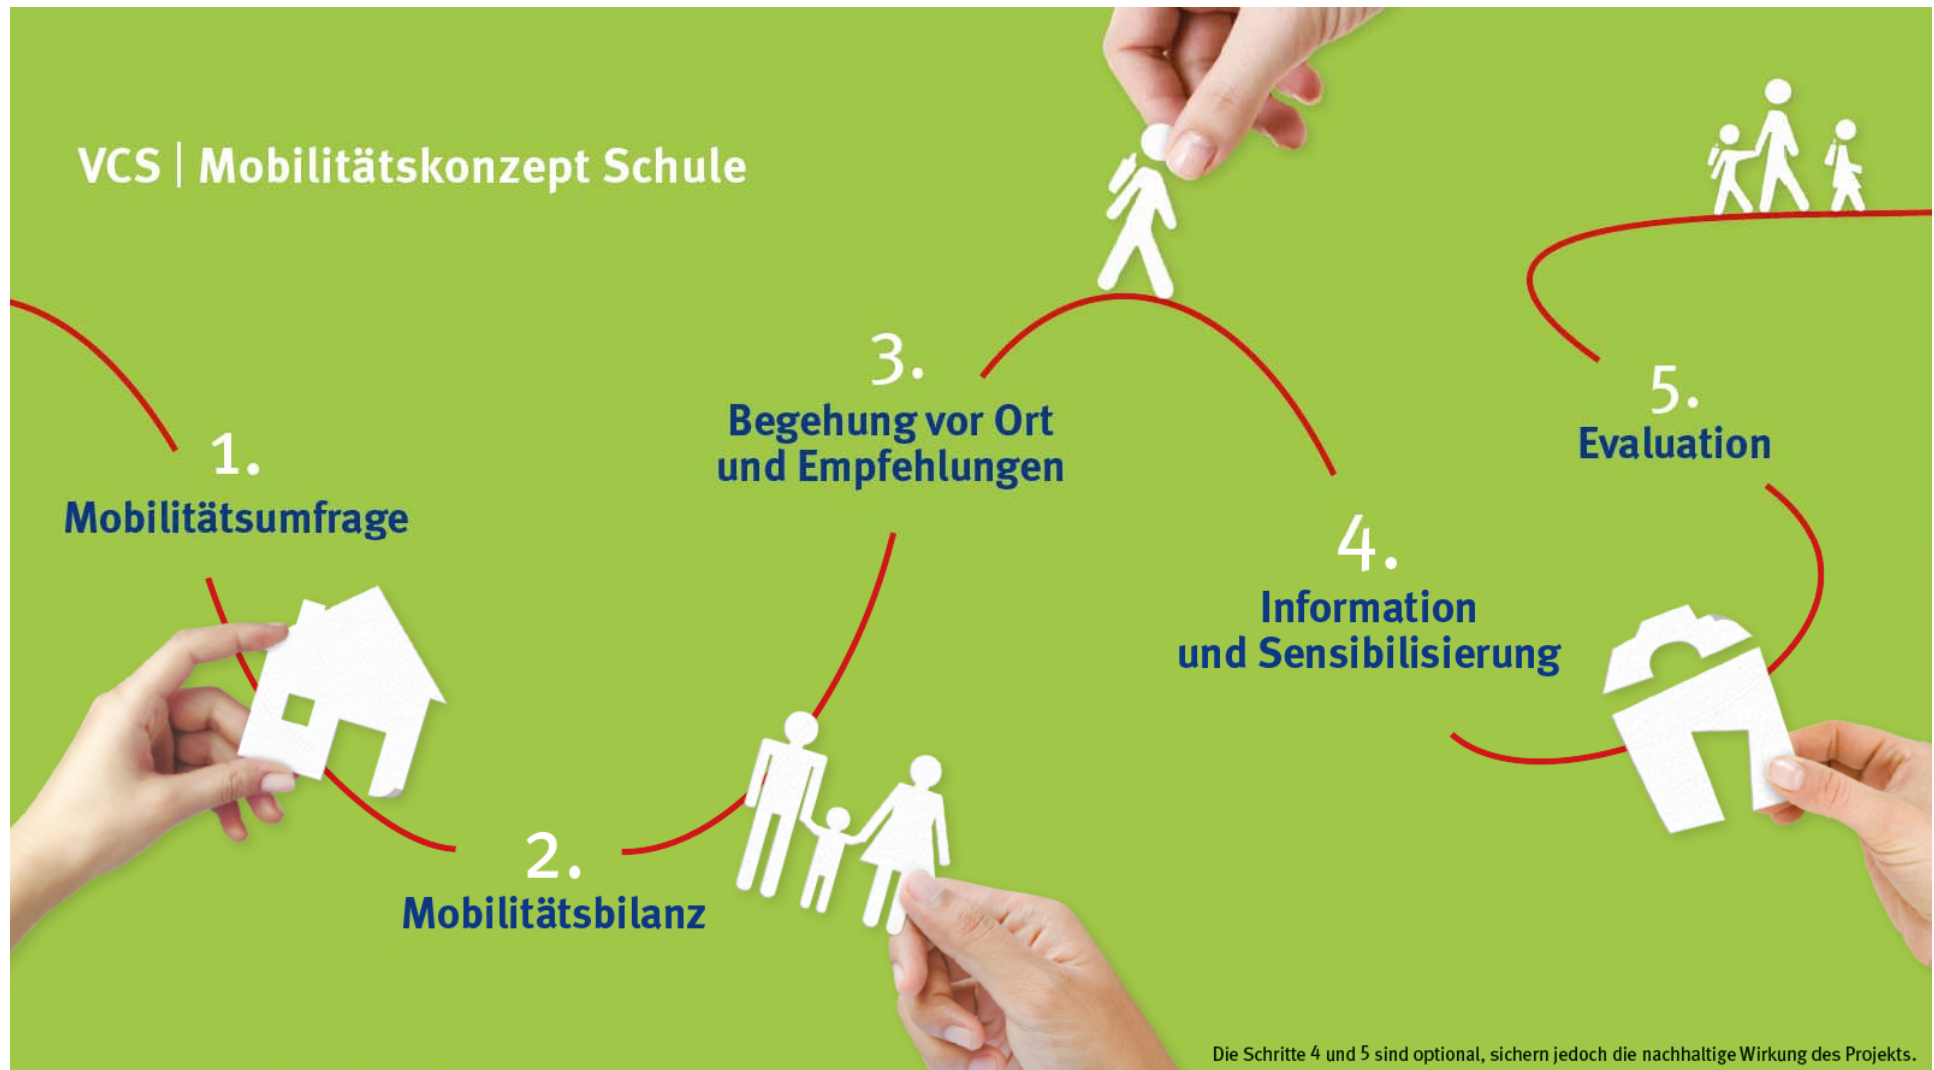 VCS | Mobilitätskonzept Schule
1.
Mobilitätsumfrage
2.
Mobilitätsbilanz
3.
Begehung vor Ort
und Empfehlungen
4.
Information
und Sensibilisierung
5.
Evaluation
Die Schritte 4 und 5 sind optional, sichern jedoch die nachhaltige Wirkung des Projekts.